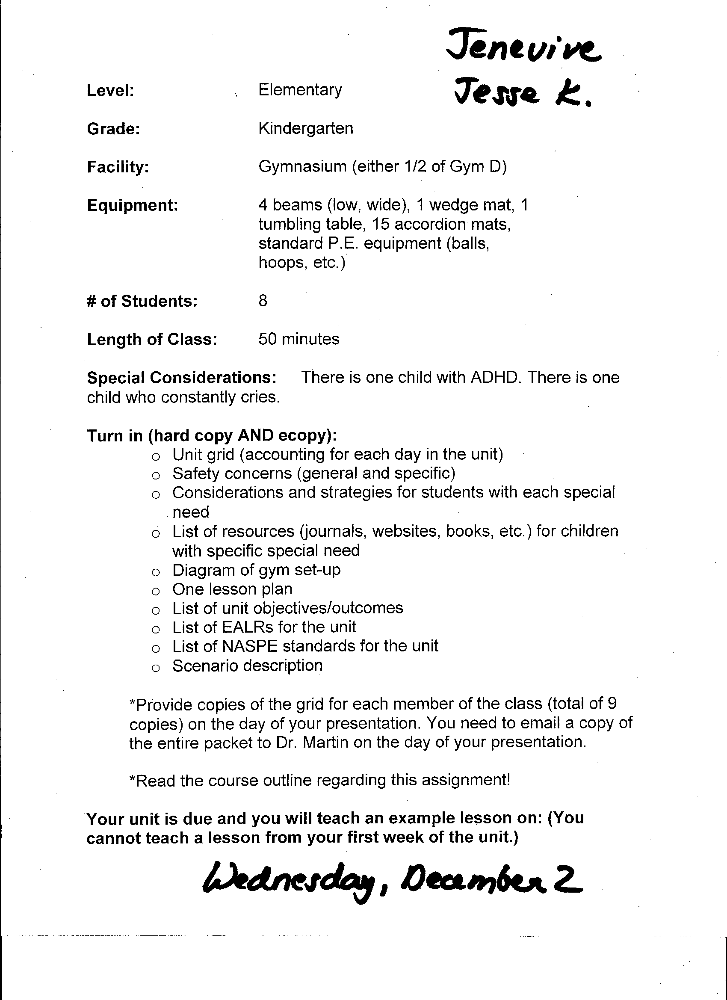 Jenevive
Level: Elementary
Jesse K.
Grade: Kindergarten
Facility: Gymnasium (either 1/2 of Gym D)
Equipment: 4 beams (low, wide), 1 wedge mat, 1
tumbling table, 15 accordion mats,
standard P.E. equipment (balls,
hoops, etc.)
# of Students: 8
Length of Class: 50 minutes
Special Considerations: There is one child with ADHD. There is one
child who constantly cries.
Turn in (hard copy AND ecopy):
o Unit grid (accounting for each day in the unit)
o Safety concerns (general and specific)
o Considerations and strategies for students with each special
need
o List of resources (journals, websites, books, etc.) for children
with specific special need
o Diagram of gym set-up
o One lesson plan
o List of unit objectives/outcomes
o List of EALRs for the unit
o List of NASPE standards for the unit
o Scenario description
*Provide copies of the grid for each member of the class (total of 9
copies) on the day of your presentation. You need to email a copy of
the entire packet to Dr. Martin on the day of your presentation.
*Read the course outline regarding this assignment!
Your unit is due and you will teach an example lesson on: (You
cannot teach a lesson from your first week of the unit.)
Wednesday, December 2